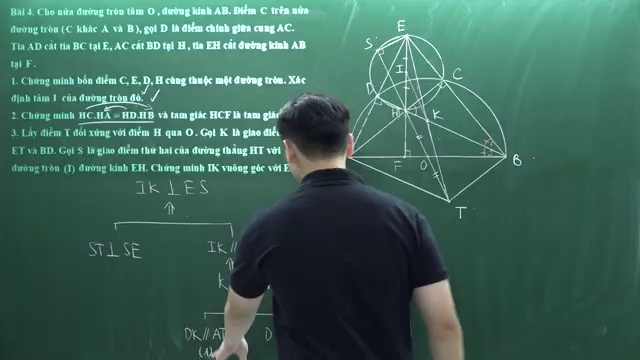 Bài 4. Cho nửa đường tròn tâm O, đường kính AB. Điểm C trên nửa
đường tròn (C khác A và B), gọi D là điểm chính giữa cung AC.
Tia AD cắt tia BC tại E, AC cắt BD tại H, tia EH cắt đường kính AB
tại F.
1. Chứng minh bốn điểm C, E, D, H cùng thuộc một đường tròn. Xác
định tâm I của đường tròn đó.
2. Chứng minh HC.HA = HD.HB và tam giác HCF là tam giác
3. Lấy điểm T đối xứng với điểm H qua O. Gọi K là giao điểm
ET và BD. Gọi S là giao điểm thứ hai của đường thẳng HT với
đường tròn (I) đường kính EH. Chứng minh IK vuông góc với E
IK ⊥ ES
ST ⊥ SE
IK //
K
DK // AT
D
(1)
E
S
I
C
D
H
K
F
O
B
T